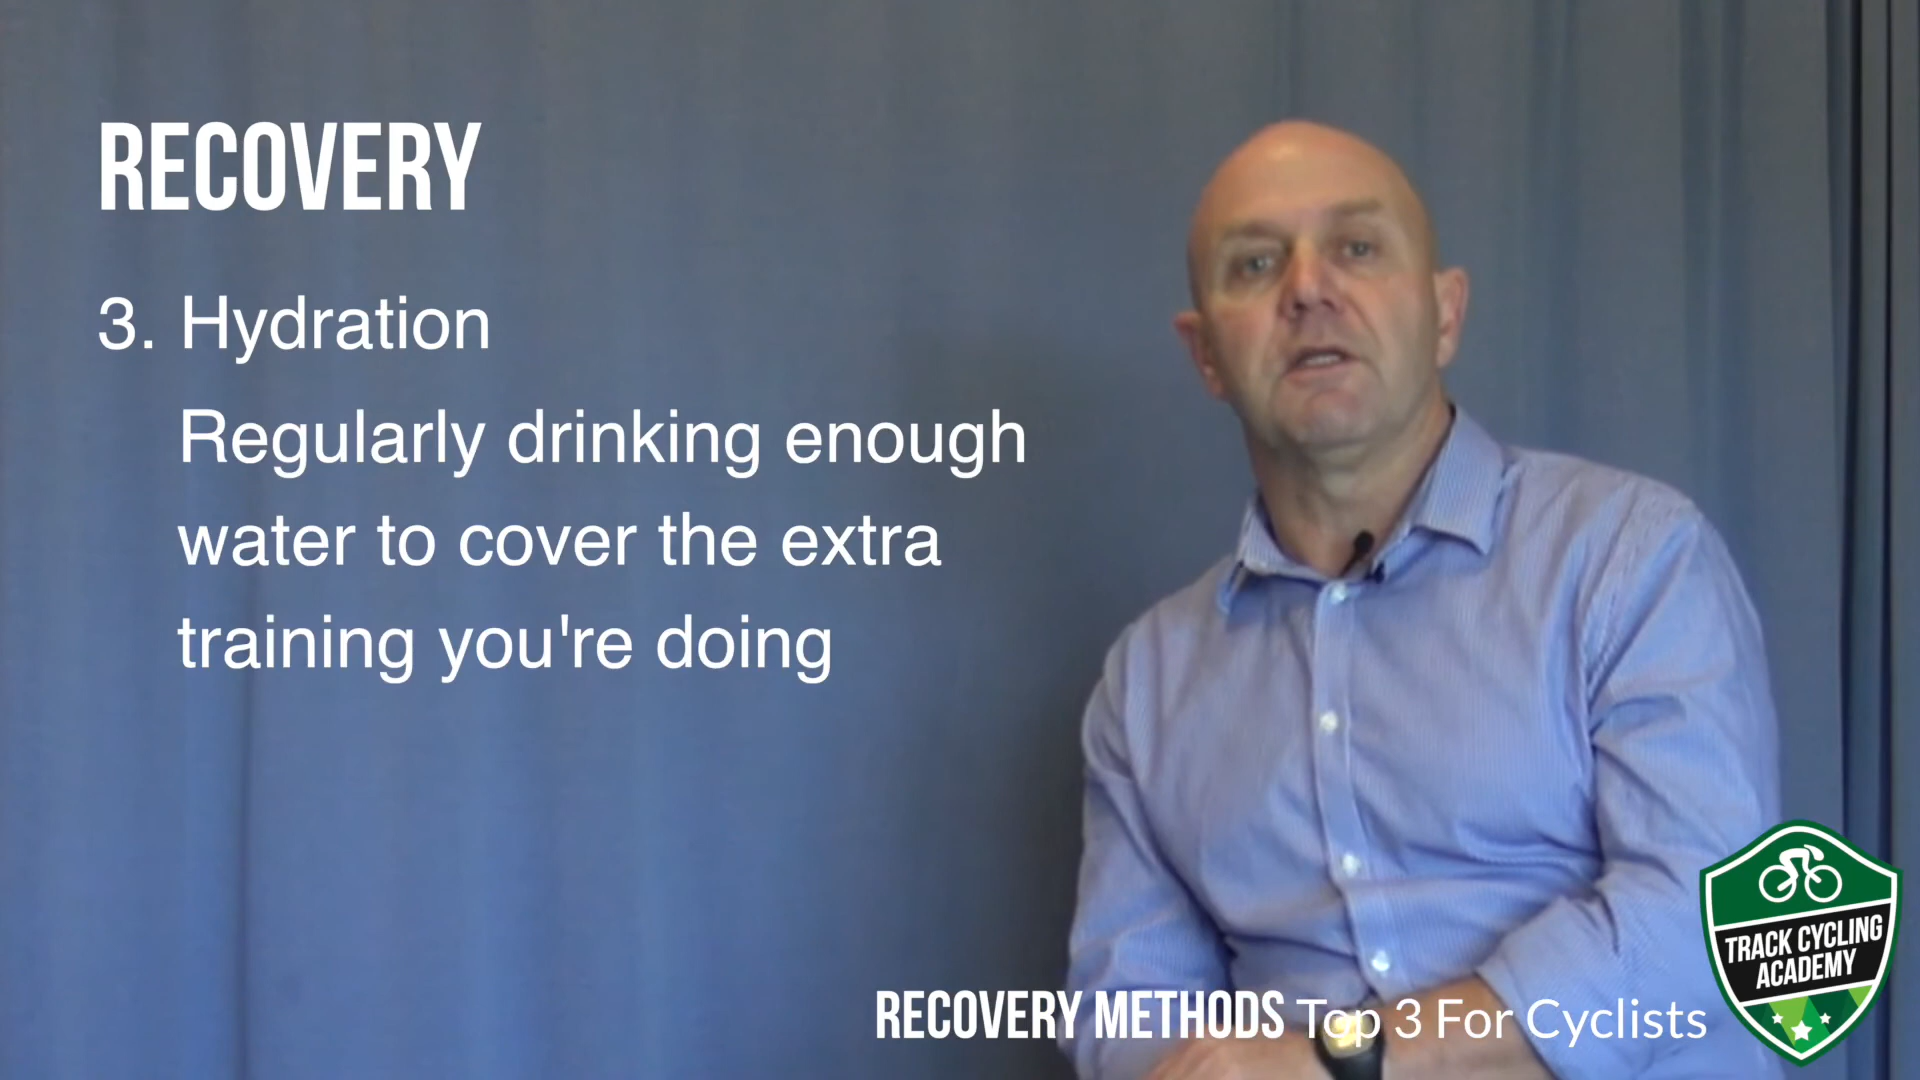 RECOVERY
3. Hydration
Regularly drinking enough
water to cover the extra
training you're doing
RECOVERY METHODS Top 3 For Cyclists
TRACK CYCLING
ACADEMY